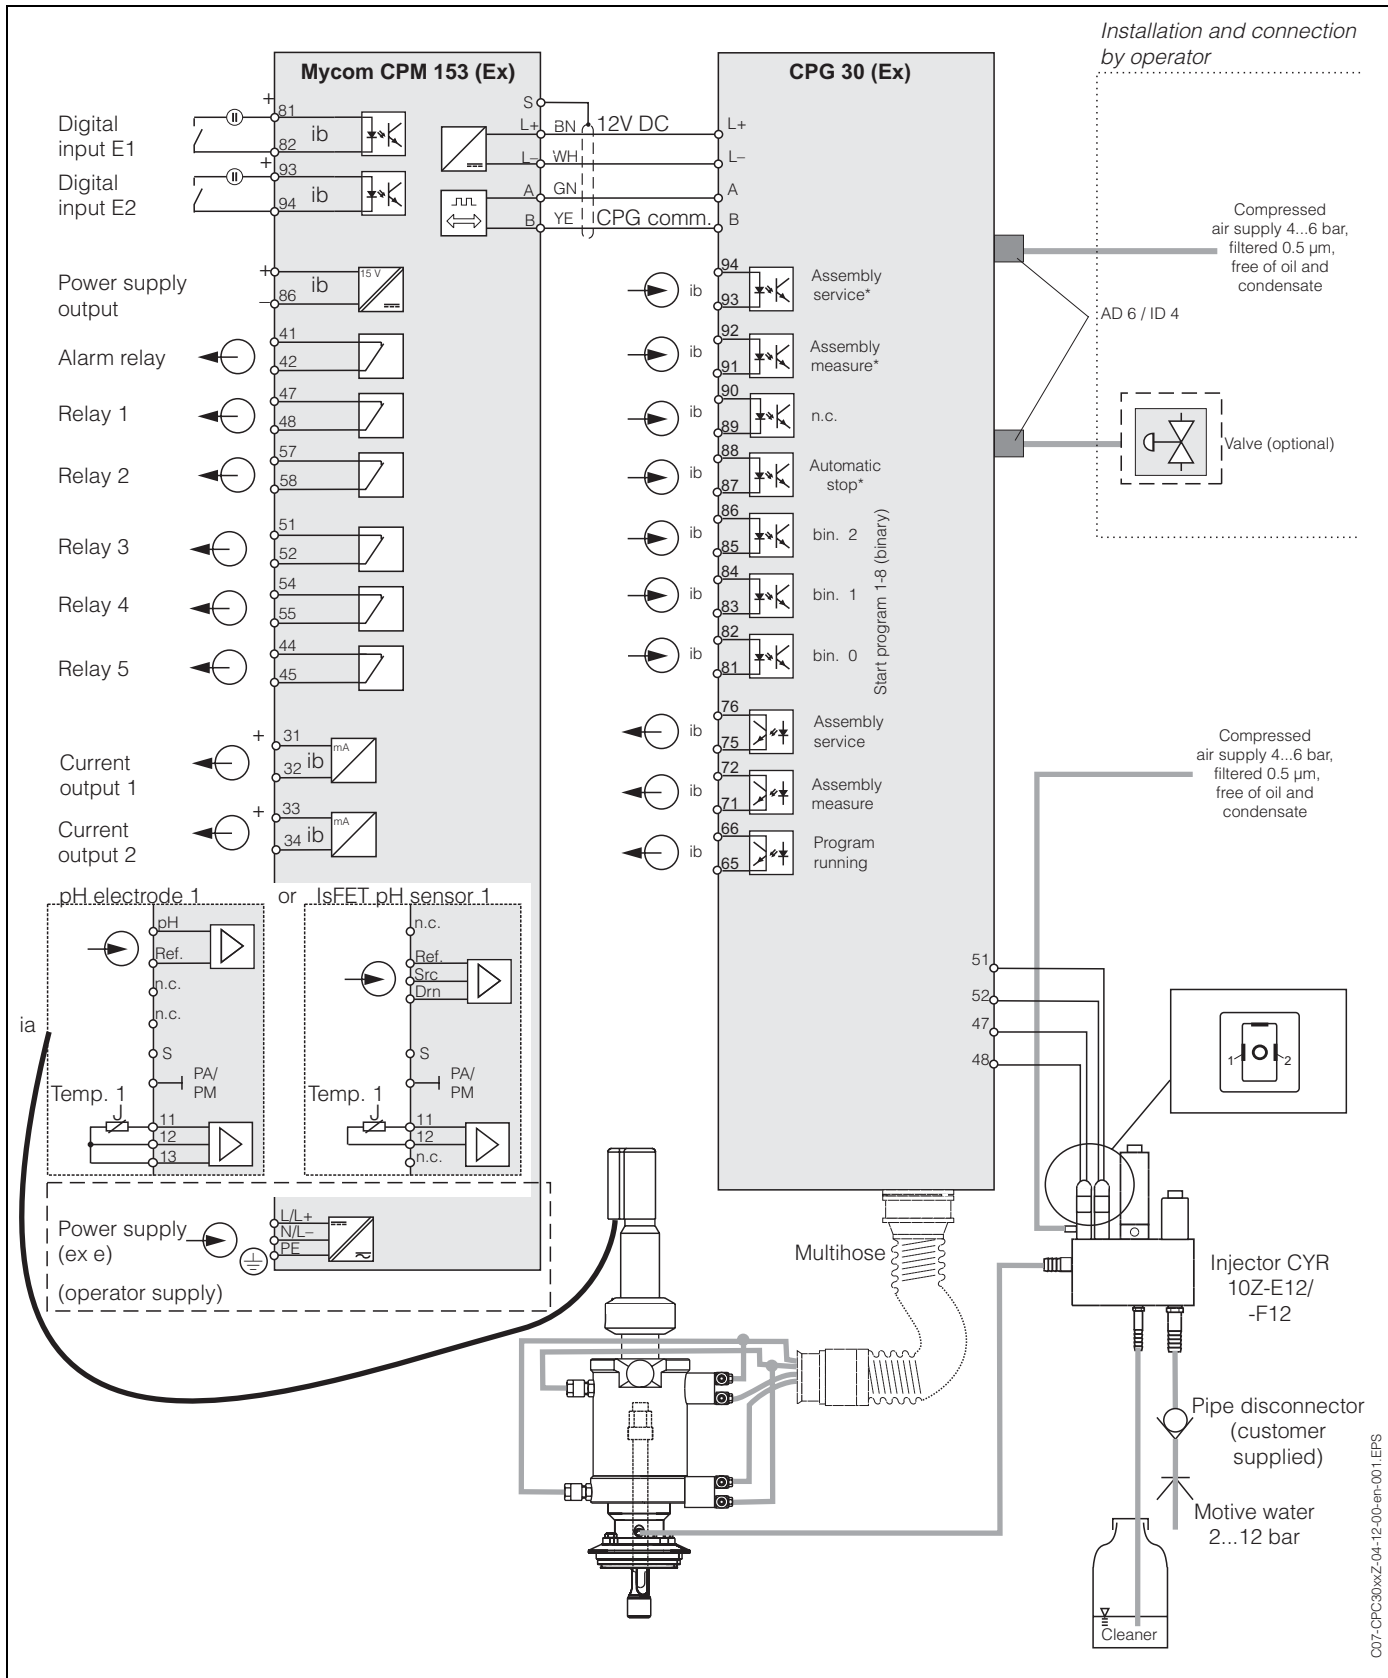 Installation and connection
by operator
Mycom CPM 153 (Ex)
CPG 30 (Ex)
Digital
input E1
+
81
82
ib
Digital
input E2
+
93
94
ib
S
L+
BN
12V DC
L+
L–
WH
L–
A
GN
A
B
YE
CPG comm.
B
Power supply
output
+
– 86
ib
15 V
Alarm relay
41
42
Relay 1
47
48
Relay 2
57
58
Relay 3
51
52
Relay 4
54
55
Relay 5
44
45
Current
output 1
+
31
32
ib
mA
Current
output 2
+
33
34
ib
mA
ib
94
93
Assembly
service*
ib
92
91
Assembly
measure*
ib
90
89
n.c.
ib
88
87
Automatic
stop*
ib
86
85
bin. 2
ib
84
83
bin. 1
ib
82
81
bin. 0
Start program 1-8 (binary)
ib
76
75
Assembly
service
ib
72
71
Assembly
measure
ib
66
65
Program
running
Compressed
air supply 4...6 bar,
filtered 0.5 µm,
free of oil and
condensate
AD 6 / ID 4
Valve (optional)
Compressed
air supply 4...6 bar,
filtered 0.5 µm,
free of oil and
condensate
pH electrode 1
or
IsFET pH sensor 1
pH
Ref.
n.c.
n.c.
S
PA/
PM
Temp. 1
11
12
13
ia
n.c.
Ref.
Src
Drn
S
PA/
PM
Temp. 1
11
12
n.c.
51
52
47
48
1
2
Power supply
(ex e)
(operator supply)
L/L+
N/L–
PE
Multihose
Injector CYR
10Z-E12/
-F12
Pipe disconnector
(customer
supplied)
Motive water
2...12 bar
Cleaner
C07-CPC30xxZ-04-12-00-en-001.EPS